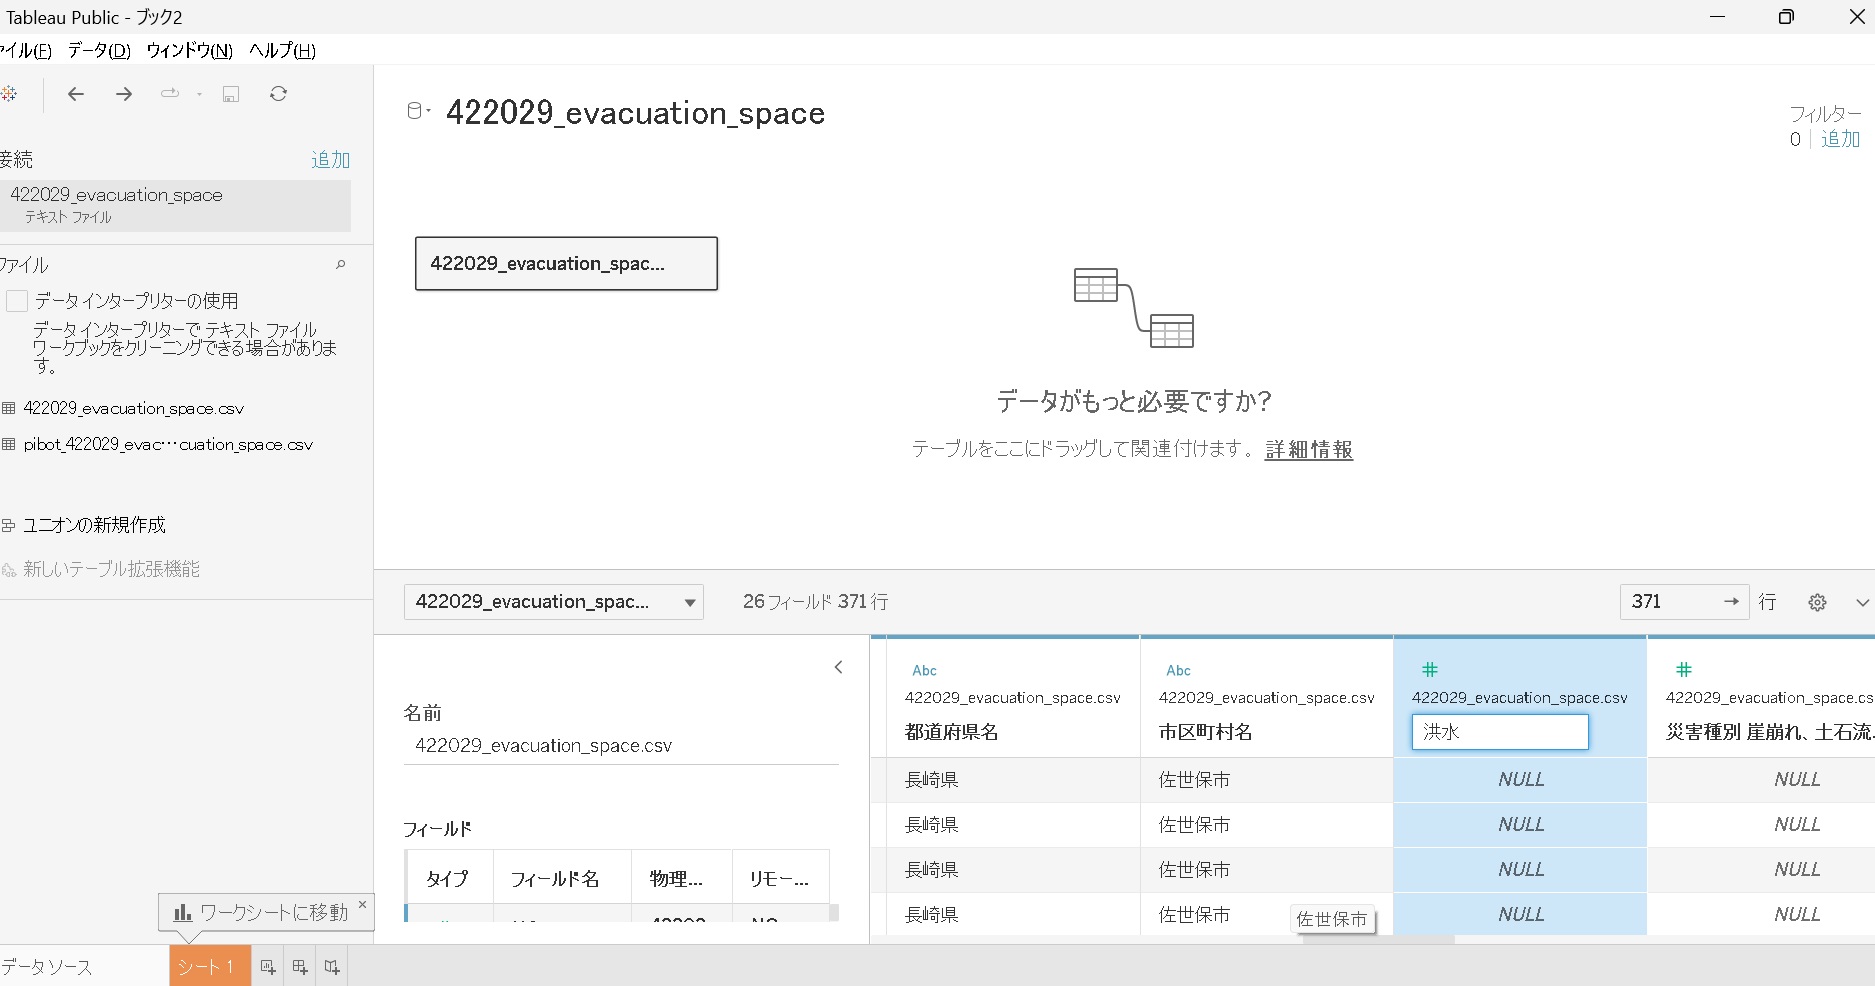 Tableau Public - ブック2
ァイル(F) データ(D) ウィンドウ(N) ヘルプ(H)
422029_evacuation_space
フィルター
0 追加
接続 追加
422029_evacuation_space
テキスト ファイル
ファイル
データ インタープリターの使用
データ インタープリターで テキスト ファイル
ワークブックをクリーニングできる場合がありま
す。
422029_evacuation_space.csv
pibot_422029_evac…cuation_space.csv
ユニオンの新規作成
新しいテーブル拡張機能
422029_evacuation_spac...
データがもっと必要ですか?
テーブルをここにドラッグして関連付けます。 詳細情報
422029_evacuation_spac... 26 フィールド 371 行 371 → 行
名前
422029_evacuation_space.csv
フィールド
タイプ フィールド名 物理... リモー...
Abc Abc # #
422029_evacuation_space.csv 422029_evacuation_space.csv 422029_evacuation_space.csv 422029_evacuation_space.cs
都道府県名 市区町村名 洪水 災害種別 崖崩れ、土石流
長崎県 佐世保市 NULL NULL
長崎県 佐世保市 NULL NULL
長崎県 佐世保市 NULL NULL
長崎県 佐世保市 NULL NULL
佐世保市
ワークシートに移動 ×
データ ソース シート 1